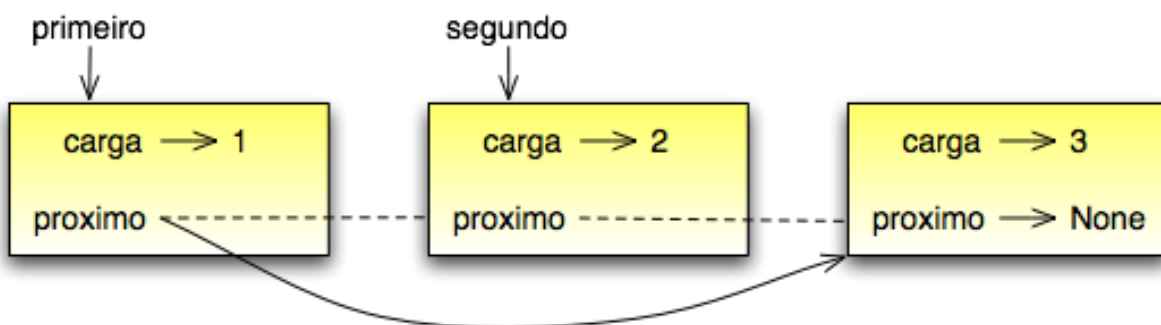 primeiro
segundo
carga → 1
carga → 2
carga → 3
proximo
proximo
proximo → None